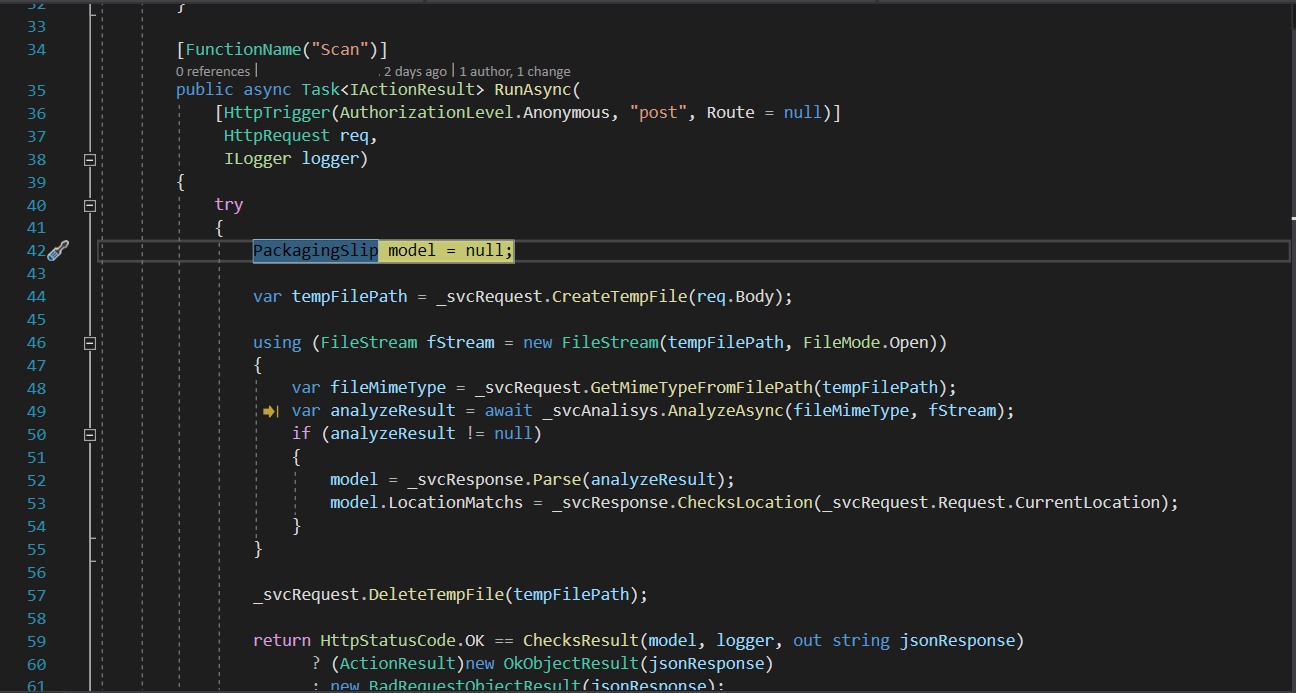 32 }
33
34 [FunctionName("Scan")]
0 references | . 2 days ago | 1 author, 1 change
35 public async Task<IActionResult> RunAsync(
36 [HttpTrigger(AuthorizationLevel.Anonymous, "post", Route = null)]
37 HttpRequest req,
38 ILogger logger)
39 {
40 try
41 {
42 PackagingSlip model = null;
43
44 var tempFilePath = _svcRequest.CreateTempFile(req.Body);
45
46 using (FileStream fStream = new FileStream(tempFilePath, FileMode.Open))
47 {
48 var fileMimeType = _svcRequest.GetMimeTypeFromFilePath(tempFilePath);
49 var analyzeResult = await _svcAnalisys.AnalyzeAsync(fileMimeType, fStream);
50 if (analyzeResult != null)
51 {
52 model = _svcResponse.Parse(analyzeResult);
53 model.LocationMatchs = _svcResponse.ChecksLocation(_svcRequest.Request.CurrentLocation);
54 }
55 }
56
57 _svcRequest.DeleteTempFile(tempFilePath);
58
59 return HttpStatusCode.OK == ChecksResult(model, logger, out string jsonResponse)
60 ? (ActionResult)new OkObjectResult(jsonResponse)
61 : new BadRequestObjectResult(jsonResponse);